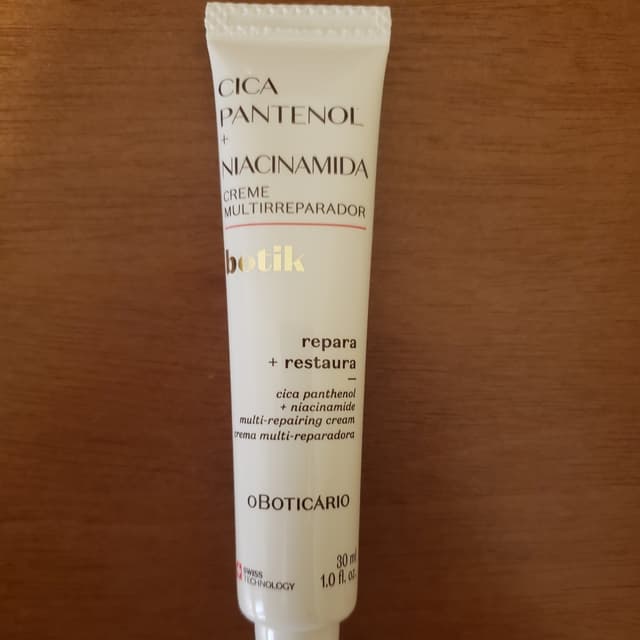 CICA
PANTENOL
+
NIACINAMIDA
CREME
MULTIRREPARADOR
botik
repara
+ restaura
cica panthenol
+ niacinamide
multi-repairing cream
crema multi-reparadora
oBOTICÁRIO
30 ml
1.0 fl. oz.
SWISS
TECHNOLOGY